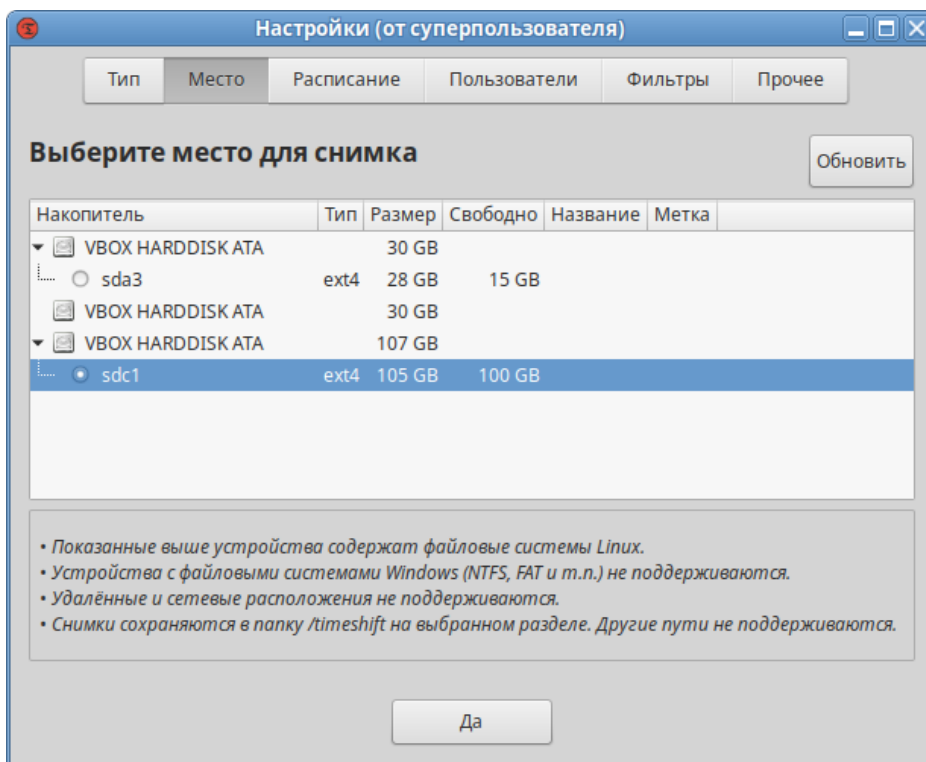 Настройки (от суперпользователя)
Тип Место Расписание Пользователи Фильтры Прочее
Выберите место для снимка
Обновить
Накопитель Тип Размер Свободно Название Метка
VBOX HARDDISK ATA 30 GB
sda3 ext4 28 GB 15 GB
VBOX HARDDISK ATA 30 GB
VBOX HARDDISK ATA 107 GB
sdc1 ext4 105 GB 100 GB
• Показанные выше устройства содержат файловые системы Linux.
• Устройства с файловыми системами Windows (NTFS, FAT и т.п.) не поддерживаются.
• Удалённые и сетевые расположения не поддерживаются.
• Снимки сохраняются в папку /timeshift на выбранном разделе. Другие пути не поддерживаются.
Да